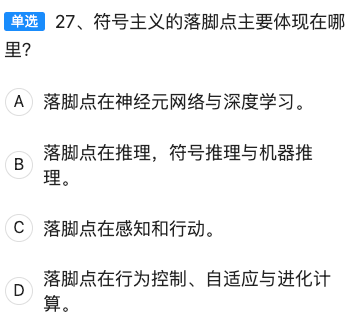 单选 27、符号主义的落脚点主要体现在哪
里?
A 落脚点在神经元网络与深度学习。
B 落脚点在推理，符号推理与机器推
理。
C 落脚点在感知和行动。
D 落脚点在行为控制、自适应与进化计
算。